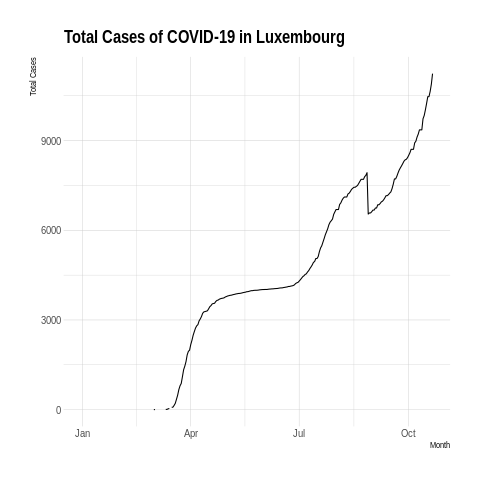 Total Cases of COVID-19 in Luxembourg
Total Cases
9000
6000
3000
0
Jan Apr Jul Oct
Month